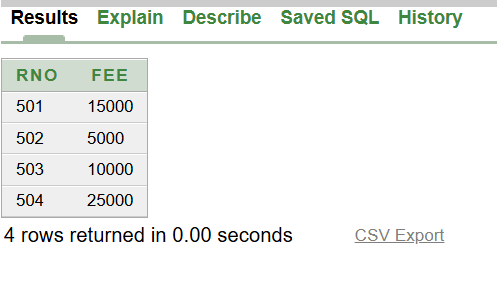 Results Explain Describe Saved SQL History
RNO FEE
501 15000
502 5000
503 10000
504 25000
4 rows returned in 0.00 seconds CSV Export